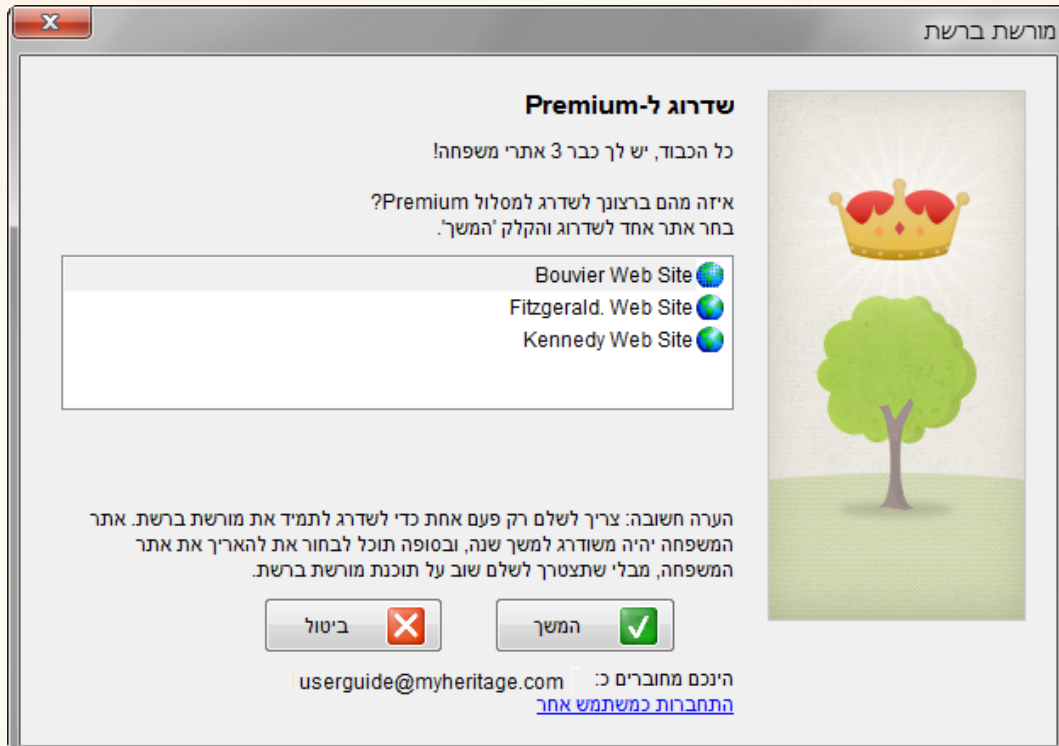 מורשת ברשת
שדרוג ל-Premium
כל הכבוד, יש לך כבר 3 אתרי משפחה!
איזה מהם ברצונך לשדרג למסלול Premium?
בחר אתר אחד לשדרוג והקלק 'המשך'.
Bouvier Web Site
Fitzgerald. Web Site
Kennedy Web Site
הערה חשובה: צריך לשלם רק פעם אחת כדי לשדרג לתמיד את מורשת ברשת. אתר
המשפחה יהיה משודרג למשך שנה, ובסופה תוכל לבחור את להאריך את אתר
המשפחה, מבלי שתצטרך לשלם שוב על תוכנת מורשת ברשת.
המשך
ביטול
הינכם מחוברים כ: userguide@myheritage.com
התחברות כמשתמש אחר